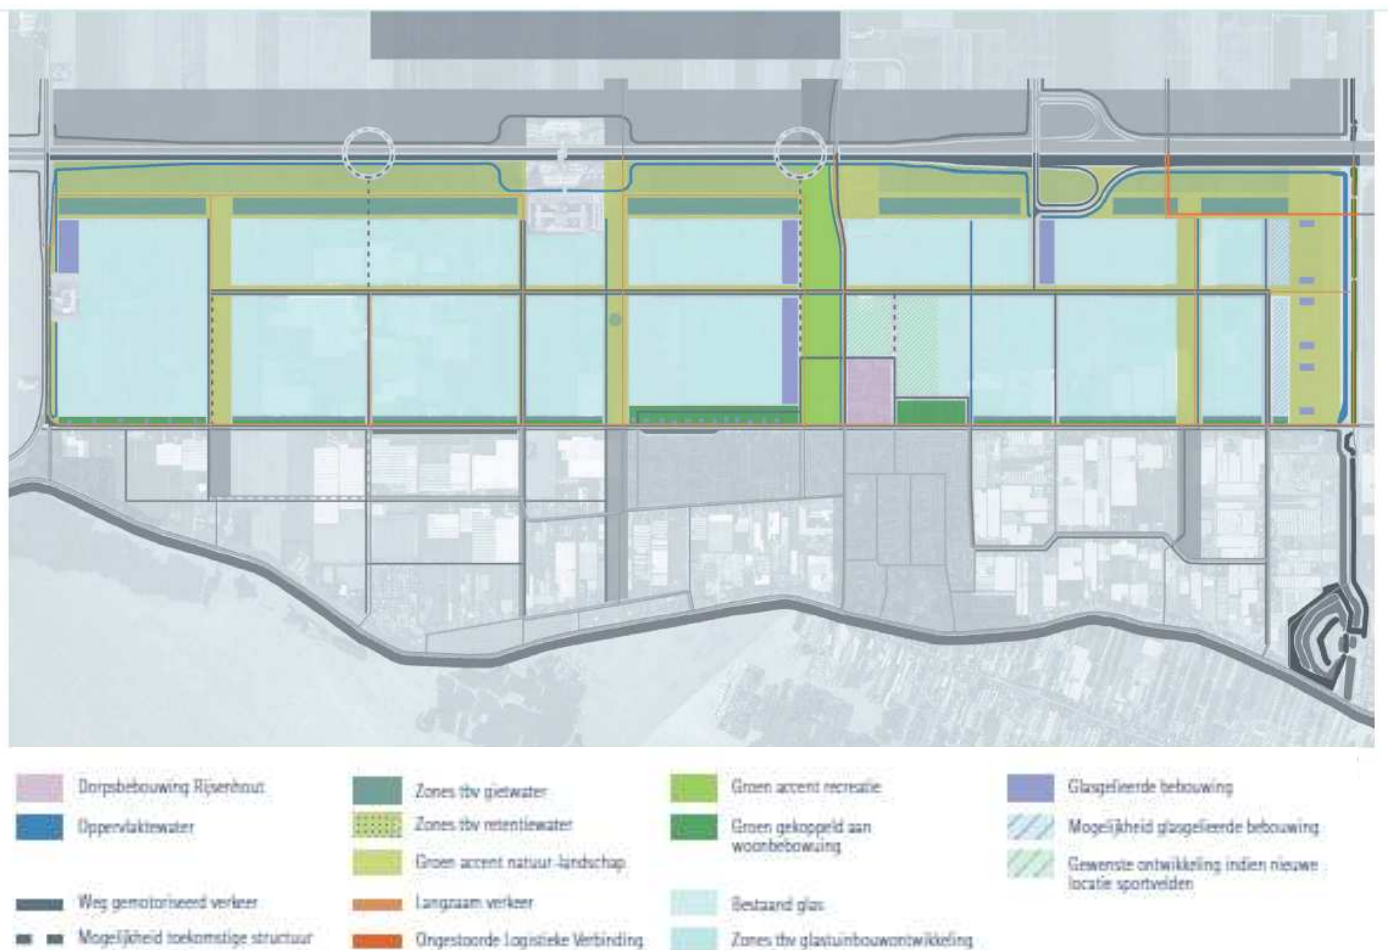 Dorpsbebouwing Rijsenhout
Oppervlaktewater
Weg gemotoriseerd verkeer
Mogelijkheid toekomstige structuur
Zones tbv gietwater
Zones tbv retentiewater
Groen accent natuur-landschap
Langzaam verkeer
Ongestoorde Logistieke Verbinding
Groen accent recreatie
Groen gekoppeld aan
woonbebouwing
Bestaand glas
Zones tbv glastuinbouwontwikkeling
Glasgelieerde bebouwing
Mogelijkheid glasgelieerde bebouwing
Gewenste ontwikkeling indien nieuwe
locatie sportvelden